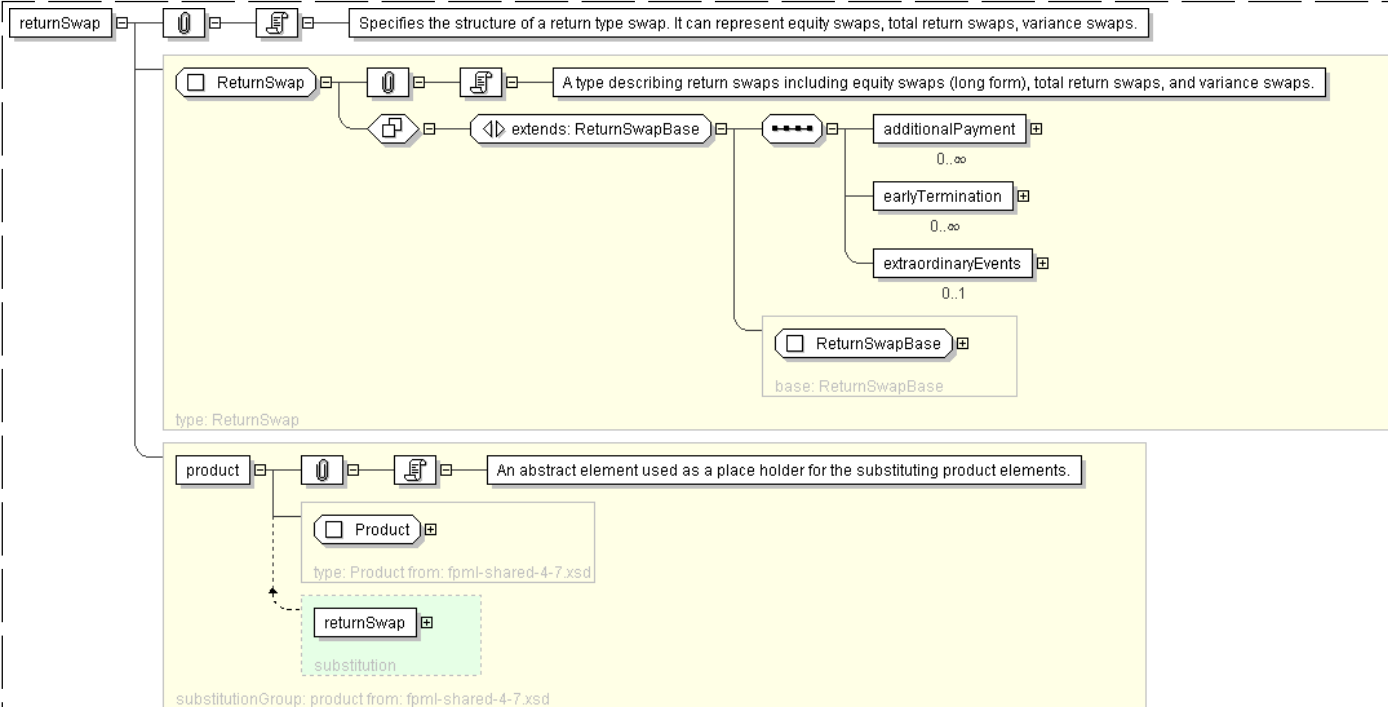 returnSwap
Specifies the structure of a return type swap. It can represent equity swaps, total return swaps, variance swaps.
ReturnSwap
A type describing return swaps including equity swaps (long form), total return swaps, and variance swaps.
extends: ReturnSwapBase
additionalPayment
0..∞
earlyTermination
0..∞
extraordinaryEvents
0..1
ReturnSwapBase
base: ReturnSwapBase
type: ReturnSwap
product
An abstract element used as a place holder for the substituting product elements.
Product
type: Product from: fpml-shared-4-7.xsd
returnSwap
substitution
substitutionGroup: product from: fpml-shared-4-7.xsd